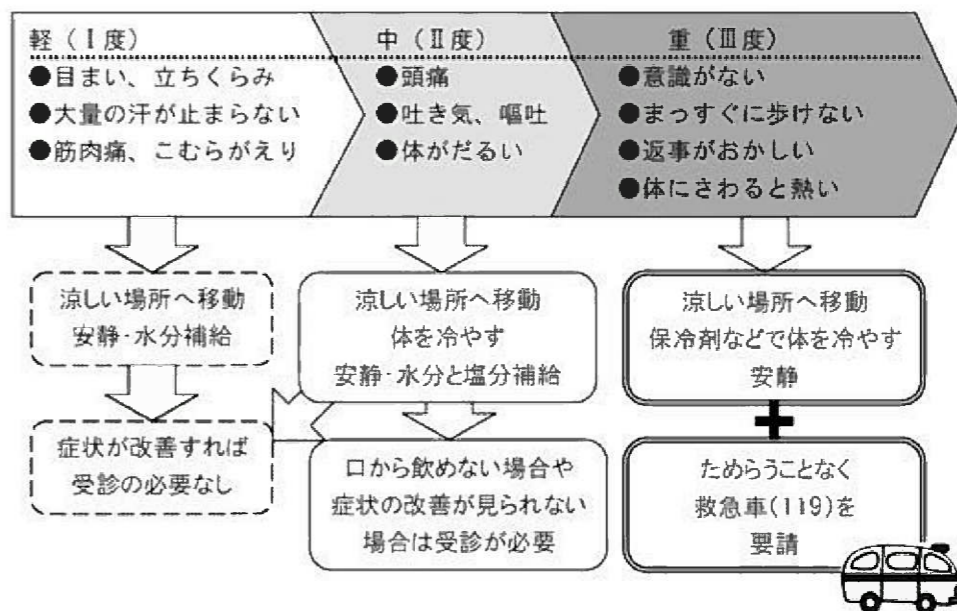 軽(Ⅰ度)
●目まい、立ちくらみ
●大量の汗が止まらない
●筋肉痛、こむらがえり
中(Ⅱ度)
●頭痛
●吐き気、嘔吐
●体がだるい
重(Ⅲ度)
●意識がない
●まっすぐに歩けない
●返事がおかしい
●体にさわると熱い
涼しい場所へ移動
安静・水分補給
症状が改善すれば
受診の必要なし
涼しい場所へ移動
体を冷やす
安静・水分と塩分補給
口から飲めない場合や
症状の改善が見られない
場合は受診が必要
涼しい場所へ移動
保冷剤などで体を冷やす
安静
+
ためらうことなく
救急車(119)を
要請